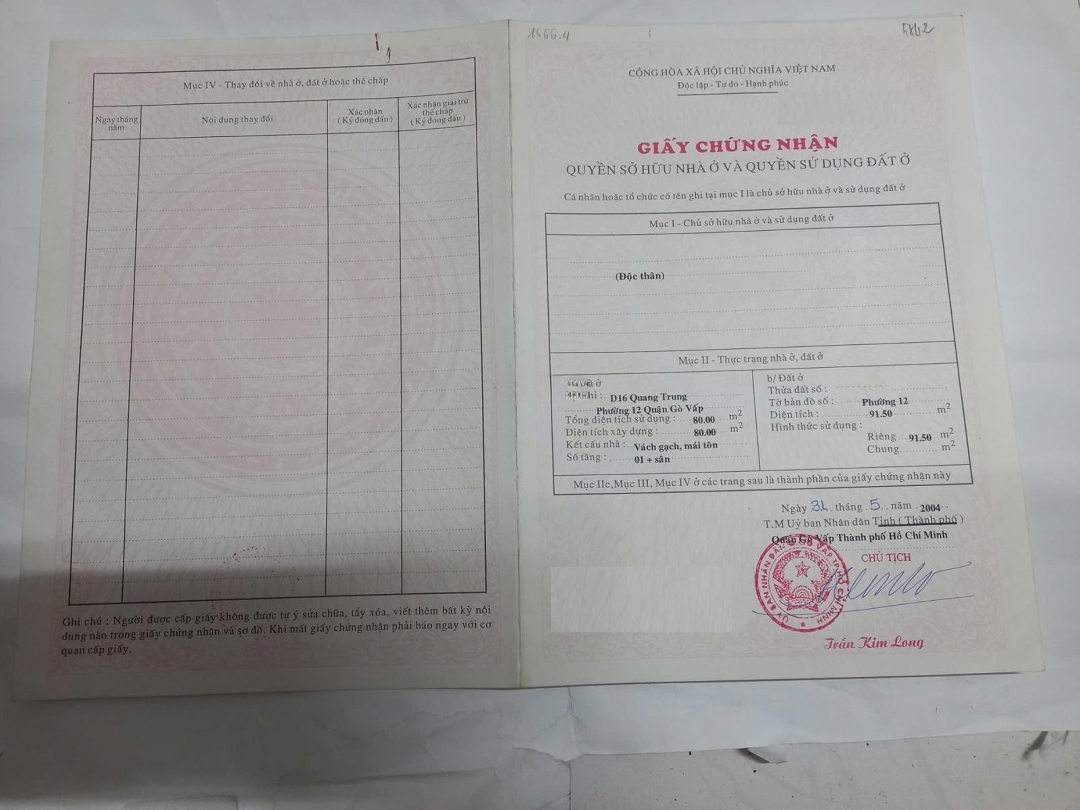 Mục IV - Thay đổi về nhà ở, đất ở hoặc thế chấp
Ngày tháng năm
Nội dung thay đổi
Xác nhận (Ký đóng dấu)
Xác nhận giải trừ thế chấp (Ký đóng dấu)
Ghi chú : Người được cấp giấy không được tự ý sửa chữa, tẩy xóa, viết thêm bất kỳ nội
dung nào trong giấy chứng nhận và sơ đồ. Khi mất giấy chứng nhận phải báo ngay với cơ
quan cấp giấy.
1566.4
CỘNG HÒA XÃ HỘI CHỦ NGHĨA VIỆT NAM
Độc lập - Tự do - Hạnh phúc
GIẤY CHỨNG NHẬN
QUYỀN SỞ HỮU NHÀ Ở VÀ QUYỀN SỬ DỤNG ĐẤT Ở
Cá nhân hoặc tổ chức có tên ghi tại mục I là chủ sở hữu nhà ở và sử dụng đất ở
Mục I - Chủ sở hữu nhà ở và sử dụng đất ở
(Độc thân)
Mục II - Thực trạng nhà ở, đất ở
ở
D16 Quang Trung
Phường 12 Quận Gò Vấp
Tổng diện tích sử dụng : 80.00 m2
Diện tích xây dựng : 80.00 m2
Kết cấu nhà : Vách gạch, mái tôn
Số tầng : 01 + sân
b/ Đất ở
Thửa đất số :
Tờ bản đồ số : Phường 12
Diện tích : 91.50 m2
Hình thức sử dụng :
Riêng 91.50 m2
Chung m2
Mục IIc,Mục III, Mục IV ở các trang sau là thành phần của giấy chứng nhận này
Ngày 31 tháng 5 năm 2004
T.M Uỷ ban Nhân dân Tỉnh ( Thành phố )
Quận Gò Vấp Thành phố Hồ Chí Minh
CHỦ TỊCH
ỦY BAN NHÂN DÂN Q. GÒ VẤP T.P HỒ CHÍ MINH
Trần Kim Long